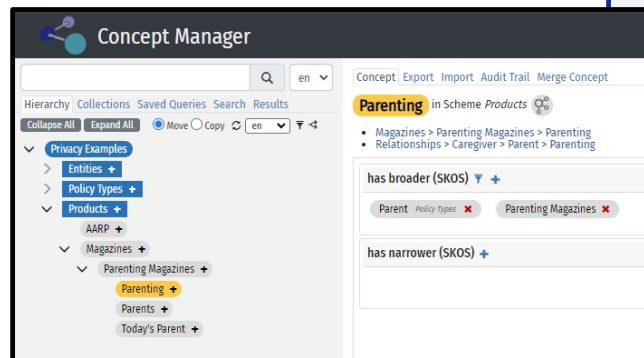 Concept Manager
en
Hierarchy Collections Saved Queries Search Results
Collapse All Expand All Move Copy en
Privacy Examples
Entities +
Policy Types +
Products +
AARP +
Magazines +
Parenting Magazines +
Parenting +
Parents +
Today's Parent +
Concept Export Import Audit Trail Merge Concept
Parenting in Scheme Products
• Magazines > Parenting Magazines > Parenting
• Relationships > Caregiver > Parent > Parenting
has broader (SKOS) +
Parent Policy Types × Parenting Magazines ×
has narrower (SKOS) +